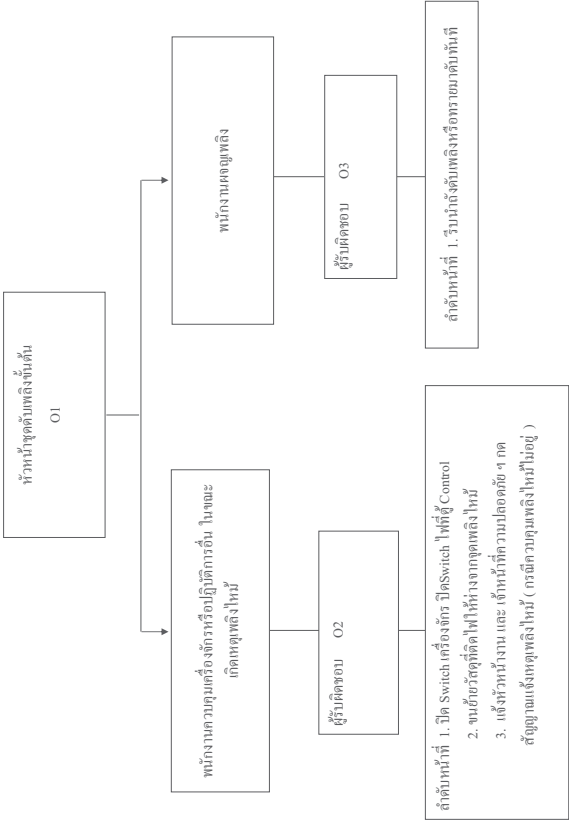 หัวหน้าชุดดับเพลิงขั้นต้น
O1
พนักงานควบคุมเครื่องจักรหรือปฏิบัติการอื่น ในขณะ
เกิดเหตุเพลิงไหม้
ผู้รับผิดชอบ O2
ลำดับหน้าที่ 1. ปิด Switch เครื่องจักร ปิดSwitch ไฟที่ตู้ Control
2. ขนย้ายวัสดุที่ติดไฟให้ห่างจากจุดเพลิงไหม้
3. แจ้งหัวหน้างาน และ เจ้าหน้าที่ความปลอดภัย ฯ กด
สัญญาณแจ้งเหตุเพลิงไหม้ ( กรณีควบคุมเพลิงไหม้ไม่อยู่ )
พนักงานผจญเพลิง
ผู้รับผิดชอบ O3
ลำดับหน้าที่ 1. รีบนำถังดับเพลิงหรือทรายมาดับทันที